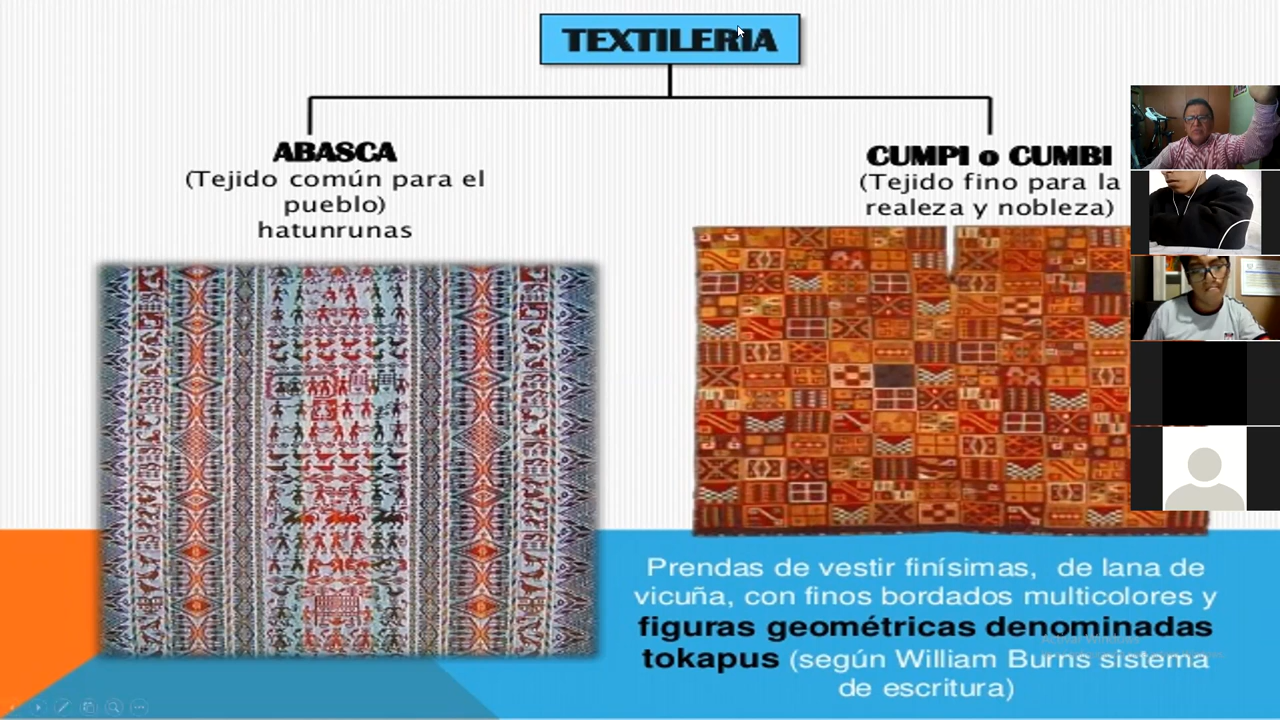 TEXTILERIA
ABASCA
(Tejido común para el
pueblo)
hatunrunas
CUMPI o CUMBI
(Tejido fino para la
realeza y nobleza)
Prendas de vestir finísimas, de lana de
vicuña, con finos bordados multicolores y
figuras geométricas denominadas
tokapus (según William Burns sistema
de escritura)